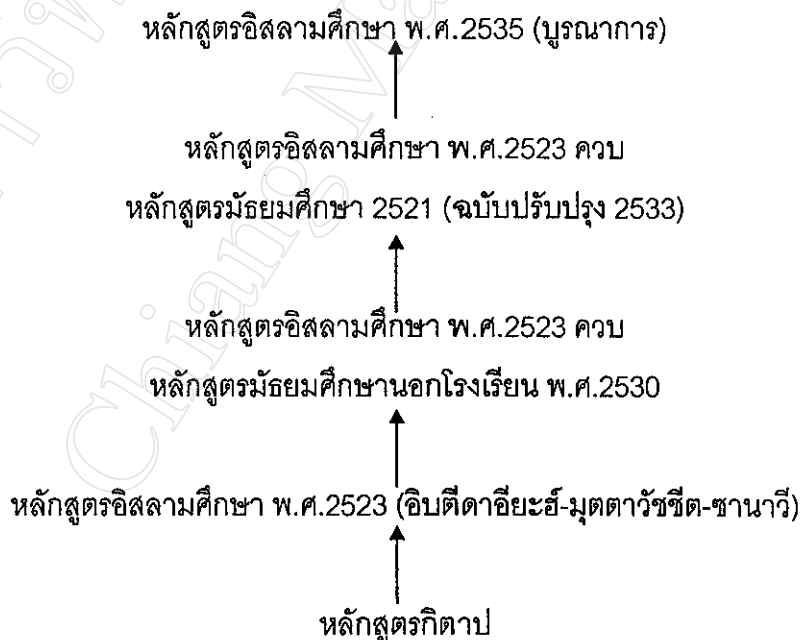 หลักสูตรอิสลามศึกษา พ.ศ.2535 (บูรณาการ)
หลักสูตรอิสลามศึกษา พ.ศ.2523 ควบ
หลักสูตรมัธยมศึกษา 2521 (ฉบับปรับปรุง 2533)
หลักสูตรอิสลามศึกษา พ.ศ.2523 ควบ
หลักสูตรมัธยมศึกษานอกโรงเรียน พ.ศ.2530
หลักสูตรอิสลามศึกษา พ.ศ.2523 (อิบตีดาอียะฮ์-มุตตาวัซซีต-ซานาวี)
หลักสูตรกิตาป
Chiang Ma